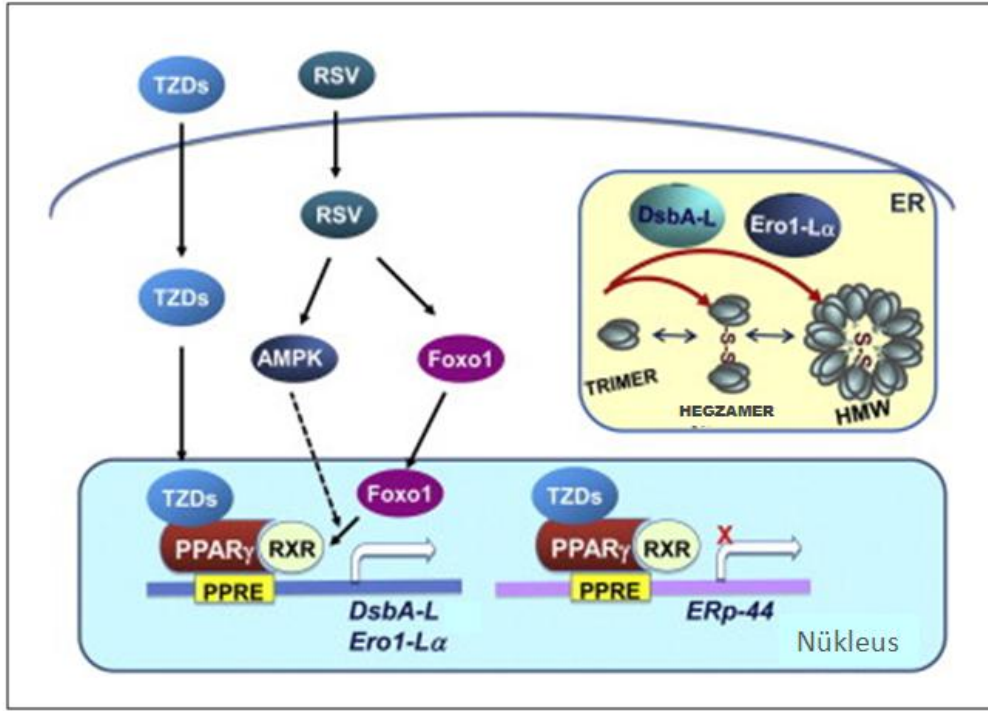 TZDs
RSV
RSV
TZDs
AMPK
Foxo1
ER
DsbA-L
Ero1-Lα
S-S
S-S
TRIMER
HEGZAMER
HMW
TZDs
Foxo1
PPARγ
RXR
PPRE
DsbA-L
Ero1-Lα
TZDs
PPARγ
RXR
X
PPRE
ERp-44
Nükleus